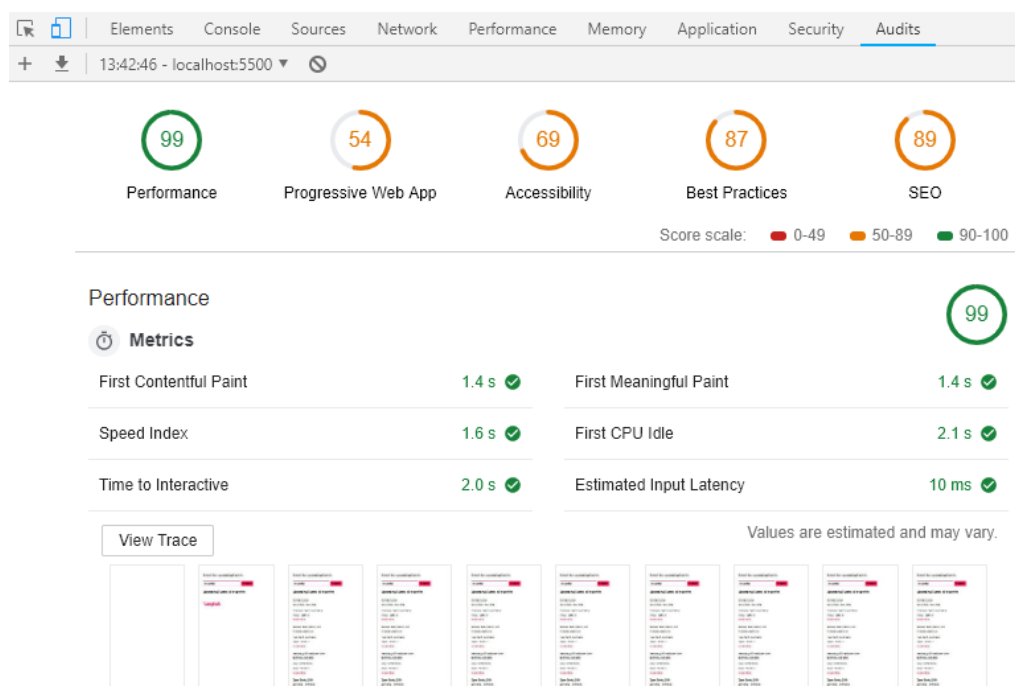 Elements Console Sources Network Performance Memory Application Security Audits
13:42:46 - localhost:5500
99 54 69 87 89
Performance Progressive Web App Accessibility Best Practices SEO
Score scale: 0-49 50-89 90-100
Performance
99
Metrics
First Contentful Paint 1.4 s First Meaningful Paint 1.4 s
Speed Index 1.6 s First CPU Idle 2.1 s
Time to Interactive 2.0 s Estimated Input Latency 10 ms
View Trace Values are estimated and may vary.